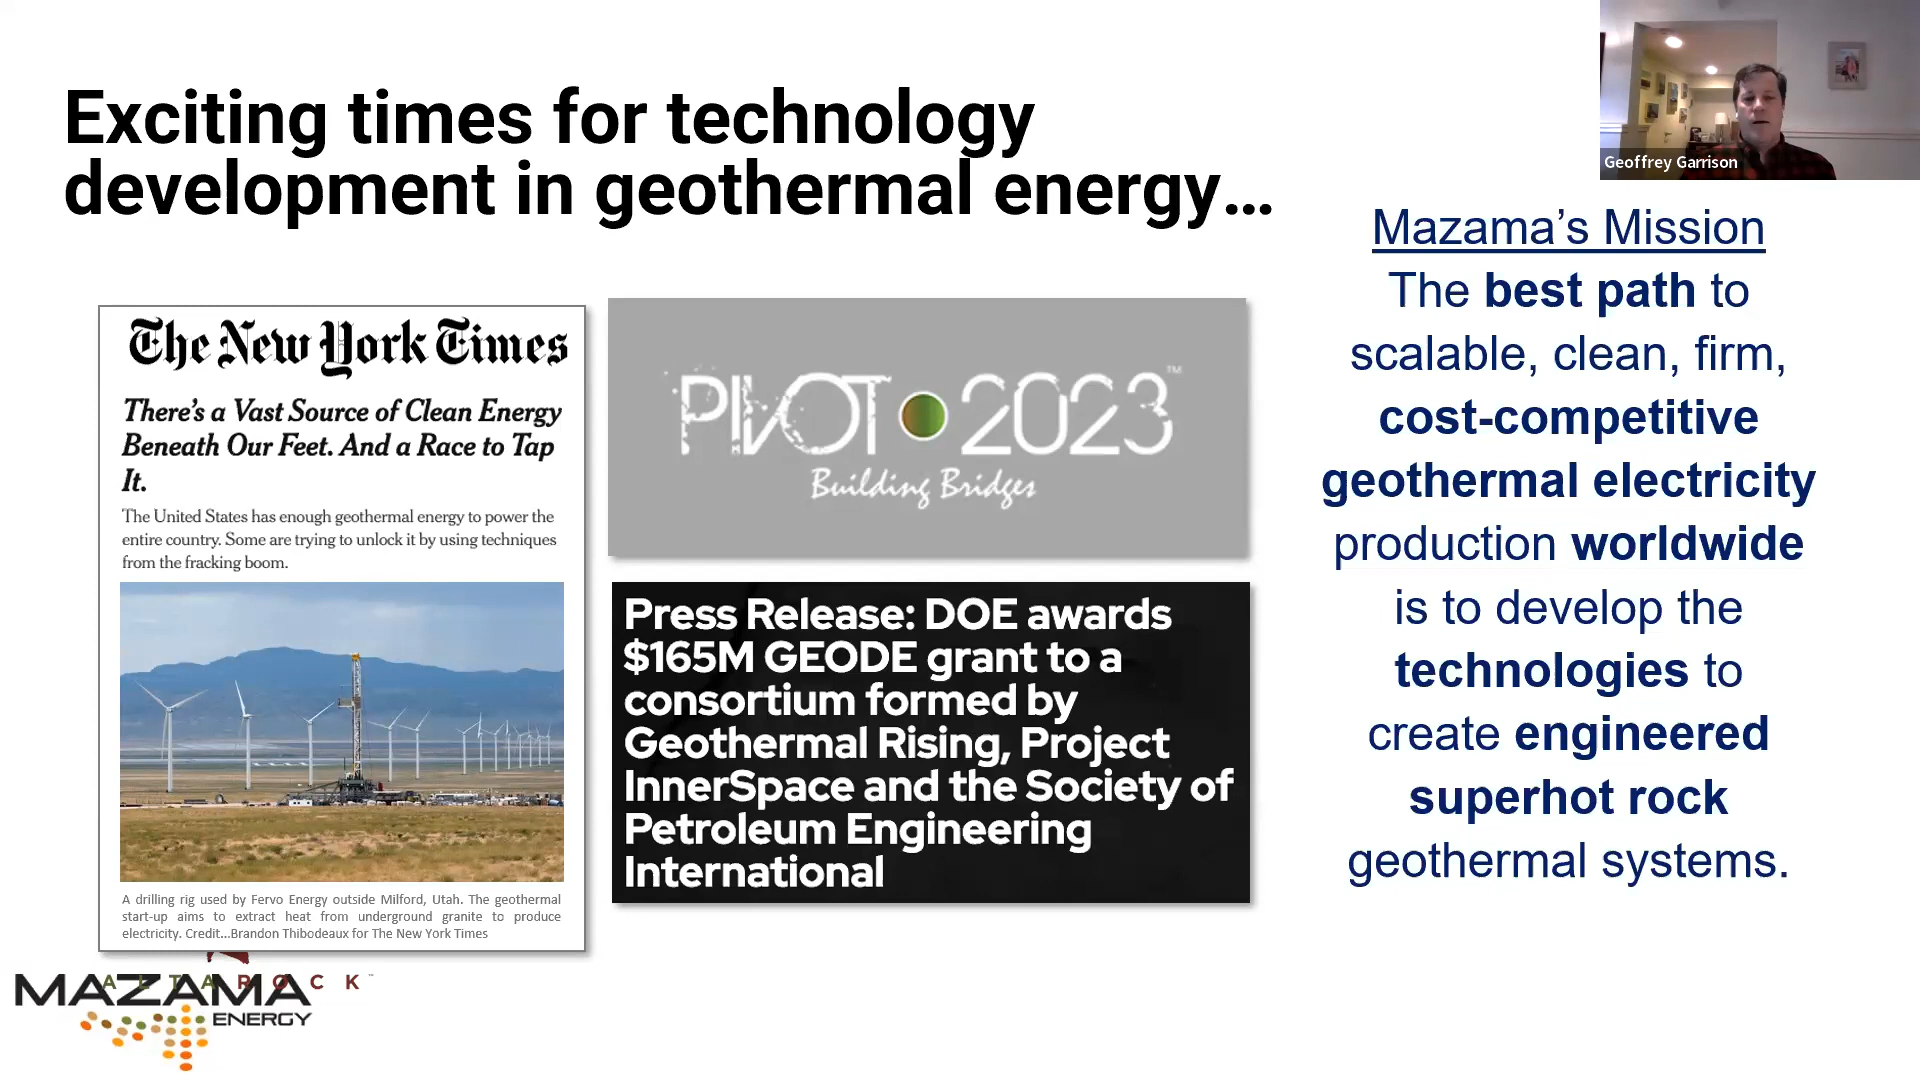 Exciting times for technology
development in geothermal energy...
Geoffrey Garrison
The New York Times
There's a Vast Source of Clean Energy
Beneath Our Feet. And a Race to Tap
It.
The United States has enough geothermal energy to power the
entire country. Some are trying to unlock it by using techniques
from the fracking boom.
A drilling rig used by Fervo Energy outside Milford, Utah. The geothermal
start-up aims to extract heat from underground granite to produce
electricity. Credit...Brandon Thibodeaux for The New York Times
PIVOT 2023™
Building Bridges
Press Release: DOE awards
$165M GEODE grant to a
consortium formed by
Geothermal Rising, Project
InnerSpace and the Society of
Petroleum Engineering
International
Mazama’s Mission
The best path to
scalable, clean, firm,
cost-competitive
geothermal electricity
production worldwide
is to develop the
technologies to
create engineered
superhot rock
geothermal systems.
ALTAROCK™
MAZAMA
ENERGY